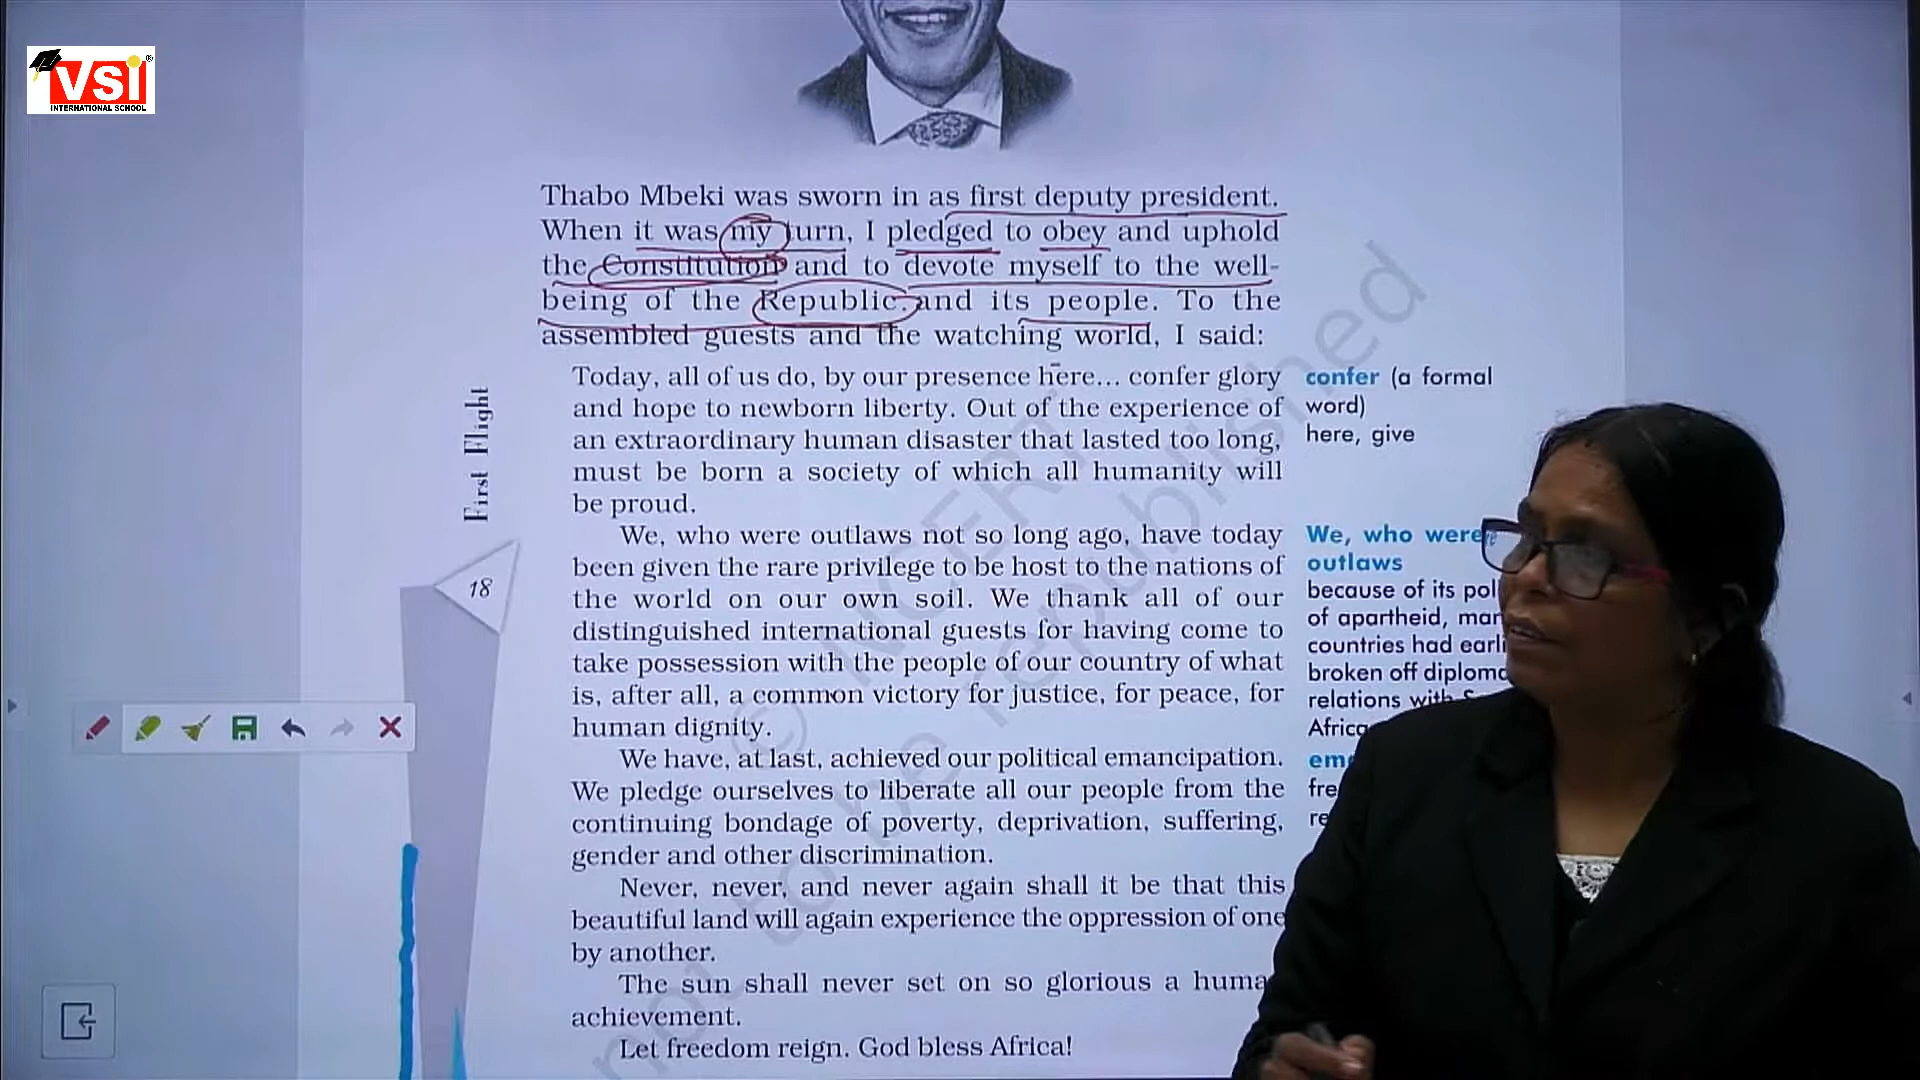 VSI
INTERNATIONAL SCHOOL
Thabo Mbeki was sworn in as first deputy president.
When it was my turn, I pledged to obey and uphold
the Constitution and to devote myself to the well-
being of the Republic and its people. To the
assembled guests and the watching world, I said:
Today, all of us do, by our presence here... confer glory
and hope to newborn liberty. Out of the experience of
an extraordinary human disaster that lasted too long,
must be born a society of which all humanity will
be proud.
We, who were outlaws not so long ago, have today
been given the rare privilege to be host to the nations of
the world on our own soil. We thank all of our
distinguished international guests for having come to
take possession with the people of our country of what
is, after all, a common victory for justice, for peace, for
human dignity.
We have, at last, achieved our political emancipation.
We pledge ourselves to liberate all our people from the
continuing bondage of poverty, deprivation, suffering,
gender and other discrimination.
Never, never, and never again shall it be that this
beautiful land will again experience the oppression of one
by another.
The sun shall never set on so glorious a
achievement.
Let freedom reign. God bless Africa!
confer (a formal
word)
here, give
We, who were
outlaws
because of its
of apartheid,
countries had
broken off
relations with
First Flight
18
© NCERT
not to be republished